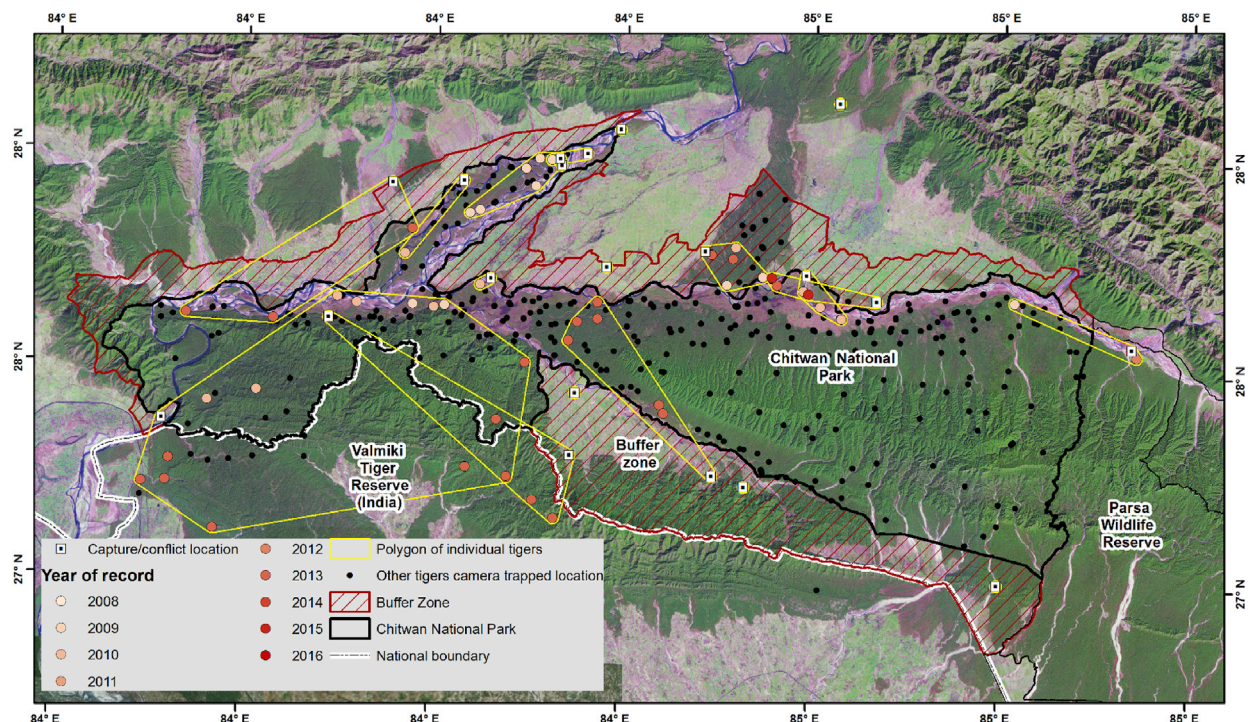 84° E 84° E 84° E 84° E 85° E 85° E 85° E
28° N 28° N
28° N 28° N
Chitwan National
Park
Valmiki
Tiger
Reserve
(India)
Buffer
zone
Parsa
Wildlife
Reserve
27° N 27° N
Capture/conflict location
Year of record
2008
2009
2010
2011
2012
2013
2014
2015
2016
Polygon of individual tigers
Other tigers camera trapped location
Buffer Zone
Chitwan National Park
National boundary
84° E 84° E 84° E 84° E 85° E 85° E 85° E